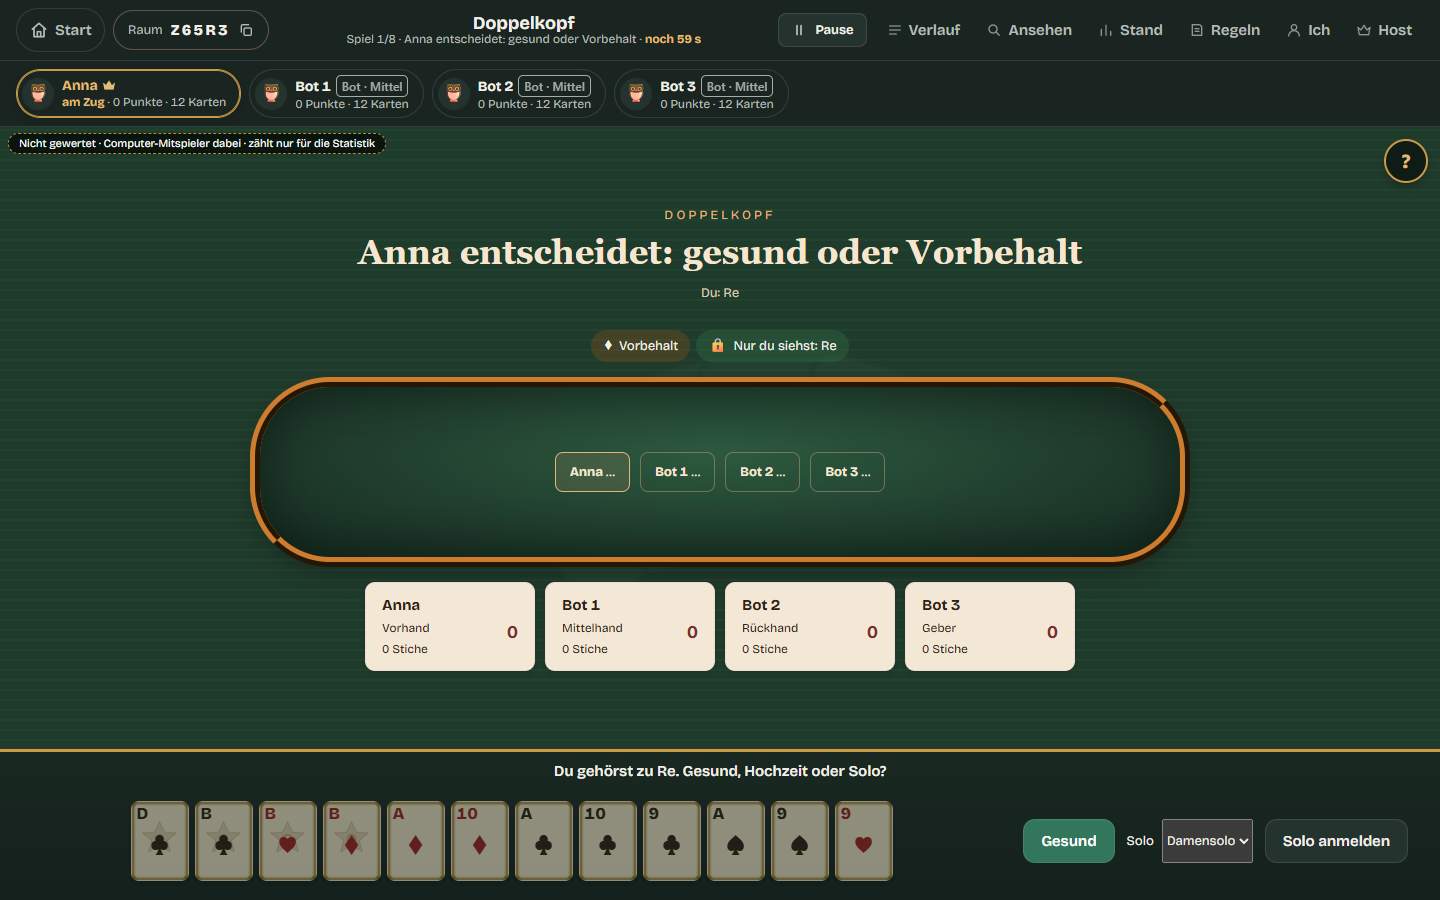 Start
Raum Z65R3
Doppelkopf
Spiel 1/8 · Anna entscheidet: gesund oder Vorbehalt · noch 59 s
Pause
Verlauf
Ansehen
Stand
Regeln
Ich
Host
Anna
am Zug · 0 Punkte · 12 Karten
Bot 1 Bot · Mittel
0 Punkte · 12 Karten
Bot 2 Bot · Mittel
0 Punkte · 12 Karten
Bot 3 Bot · Mittel
0 Punkte · 12 Karten
Nicht gewertet · Computer-Mitspieler dabei · zählt nur für die Statistik
?
DOPPELKOPF
Anna entscheidet: gesund oder Vorbehalt
Du: Re
♦ Vorbehalt
Nur du siehst: Re
Anna ...
Bot 1 ...
Bot 2 ...
Bot 3 ...
Anna
Vorhand
0 Stiche
0
Bot 1
Mittelhand
0 Stiche
0
Bot 2
Rückhand
0 Stiche
0
Bot 3
Geber
0 Stiche
0
Du gehörst zu Re. Gesund, Hochzeit oder Solo?
D ♣
B ♣
B ♥
B ♦
A ♦
10 ♦
A ♣
10 ♣
9 ♣
A ♠
9 ♠
9 ♥
Gesund
Solo
Damensolo
Solo anmelden